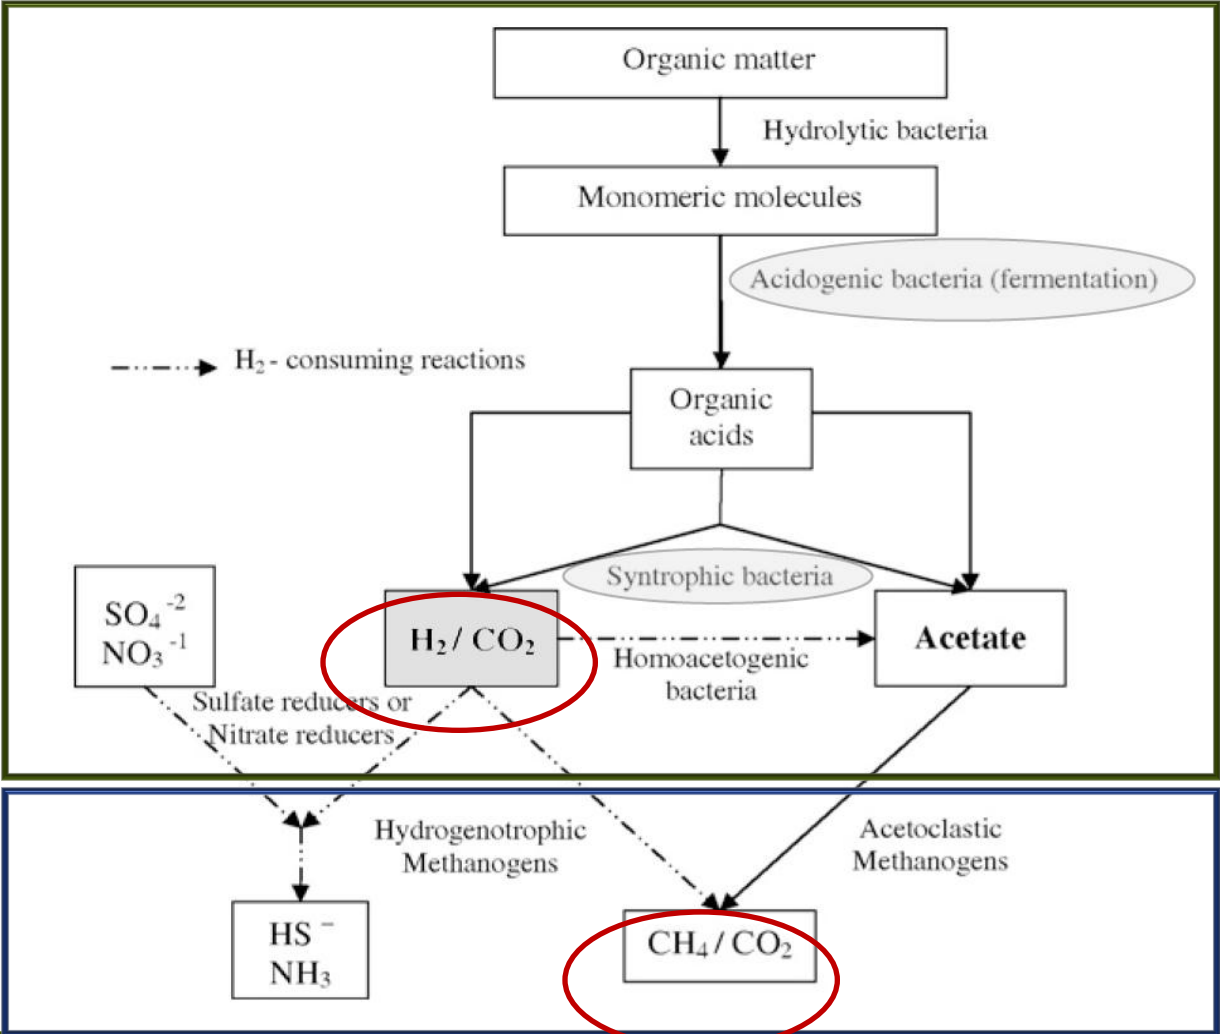 Organic matter
Hydrolytic bacteria
Monomeric molecules
Acidogenic bacteria (fermentation)
H₂ - consuming reactions
Organic
acids
Syntrophic bacteria
SO₄⁻²
NO₃⁻¹
H₂ / CO₂
Homoacetogenic
bacteria
Acetate
Sulfate reducers or
Nitrate reducers
Hydrogenotrophic
Methanogens
Acetoclastic
Methanogens
HS⁻
NH₃
CH₄ / CO₂